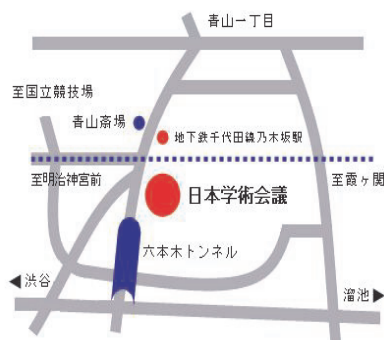 青山一丁目
至国立競技場
青山斎場
地下鉄千代田線乃木坂駅
至明治神宮前
至霞ヶ関
日本学術会議
六本木トンネル
渋谷
溜池